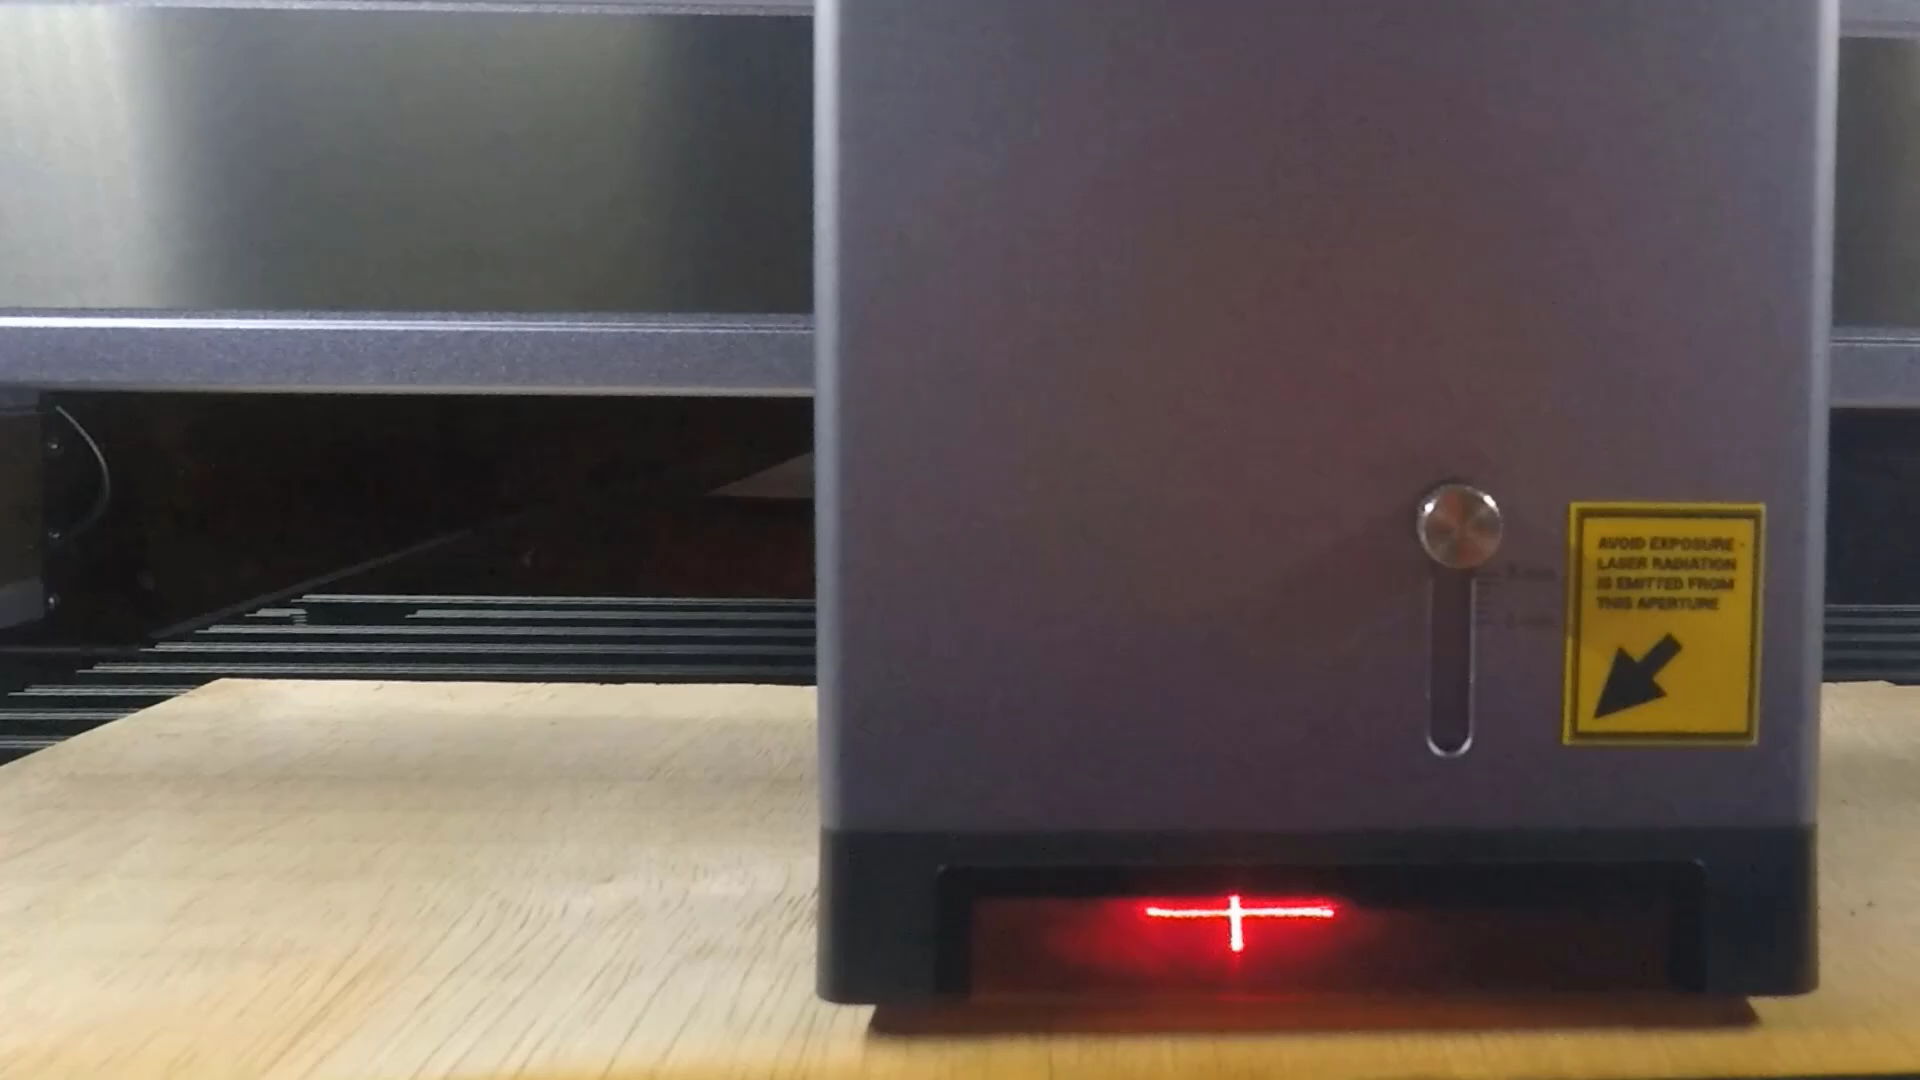 AVOID EXPOSURE -
LASER RADIATION
IS EMITTED FROM
THIS APERTURE